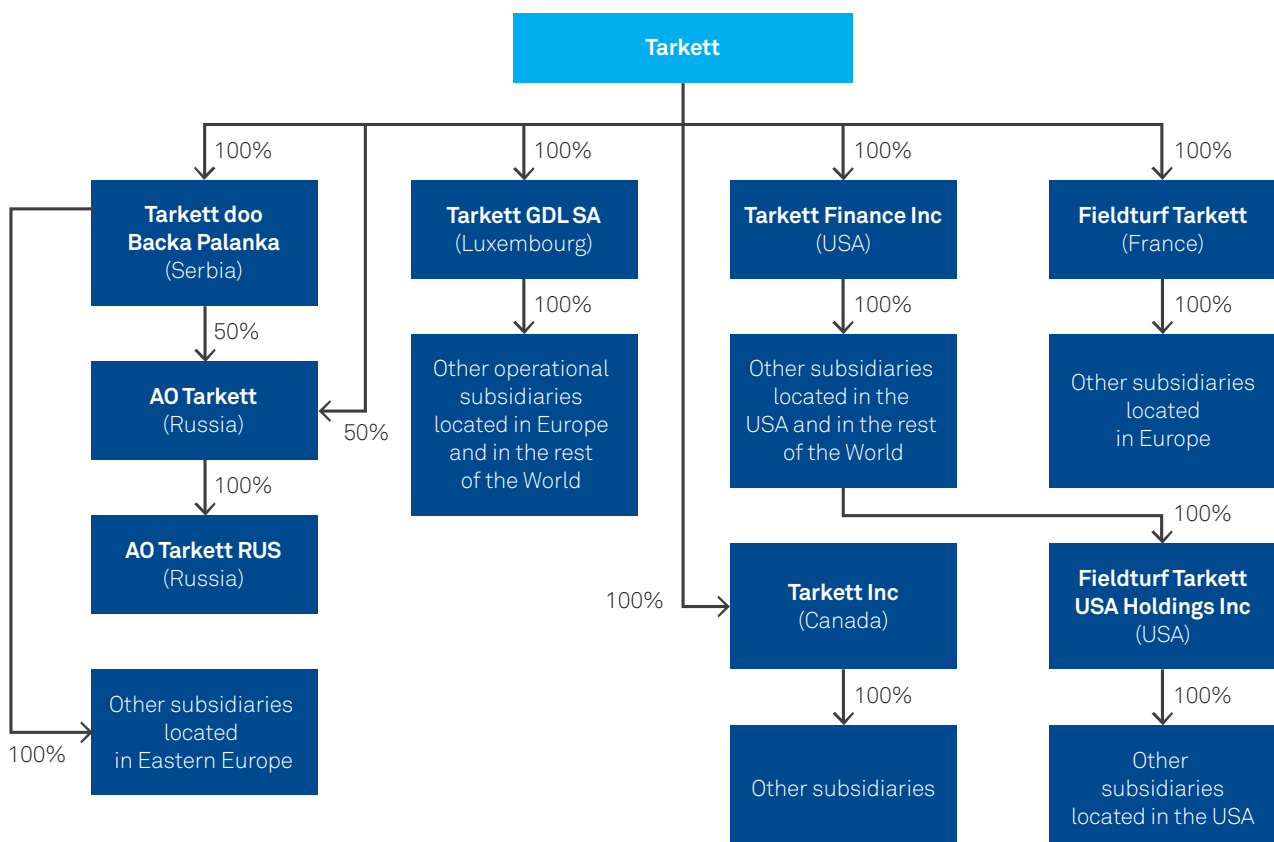 Tarkett
100%
100%
100%
100%
Tarkett doo
Backa Palanka
(Serbia)
Tarkett GDL SA
(Luxembourg)
Tarkett Finance Inc
(USA)
Fieldturf Tarkett
(France)
50%
100%
100%
100%
AO Tarkett
(Russia)
50%
Other operational
subsidiaries
located in Europe
and in the rest
of the World
Other subsidiaries
located in the
USA and in the rest
of the World
Other subsidiaries
located
in Europe
100%
100%
AO Tarkett RUS
(Russia)
100%
Tarkett Inc
(Canada)
Fieldturf Tarkett
USA Holdings Inc
(USA)
100%
Other subsidiaries
located
in Eastern Europe
100%
100%
Other subsidiaries
Other
subsidiaries
located in the USA